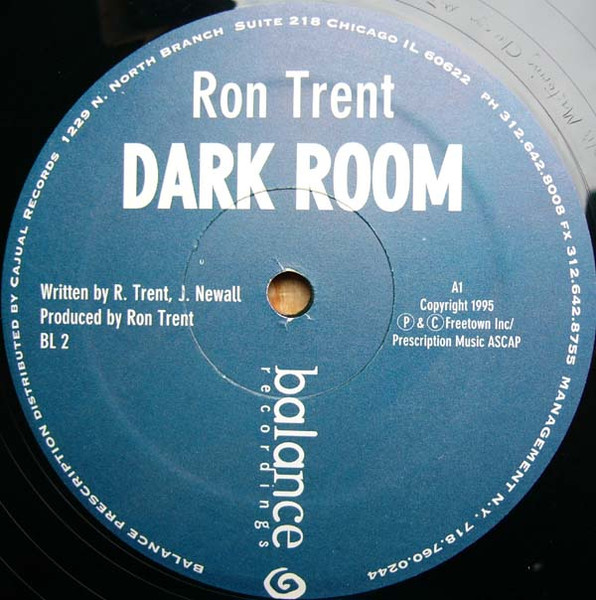 BALANCE PRESCRIPTION DISTRIBUTED BY CAJUAL RECORDS 1229 N. NORTH BRANCH SUITE 218 CHICAGO IL 60622 PH 312.642.8008 FX 312.642.8755 MANAGEMENT N.Y. 718.760.0244
Ron Trent
DARK ROOM
Written by R. Trent, J. Newall
Produced by Ron Trent
BL 2
A1
Copyright 1995
Ⓟ & Ⓒ Freetown Inc/
Prescription Music ASCAP
balance
recordings